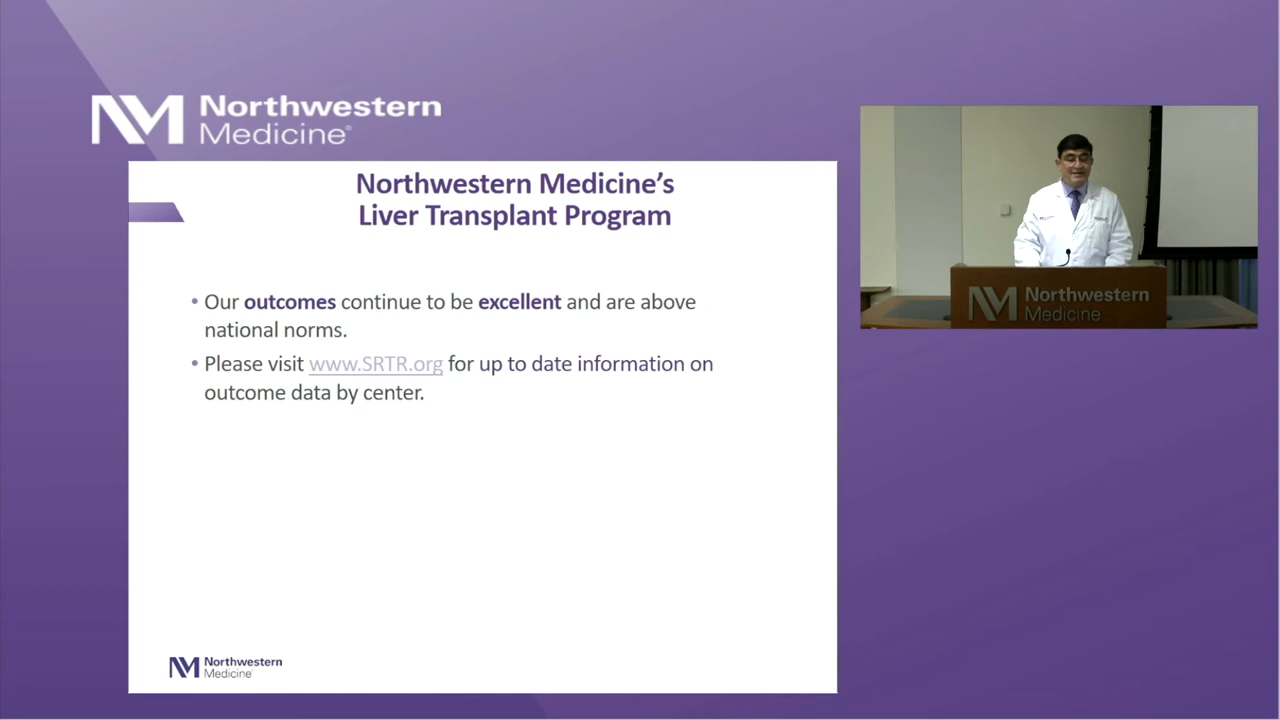 Northwestern
Medicine®
Northwestern Medicine’s
Liver Transplant Program
• Our outcomes continue to be excellent and are above
national norms.
• Please visit www.SRTR.org for up to date information on
outcome data by center.
Northwestern
Medicine
Northwestern
Medicine